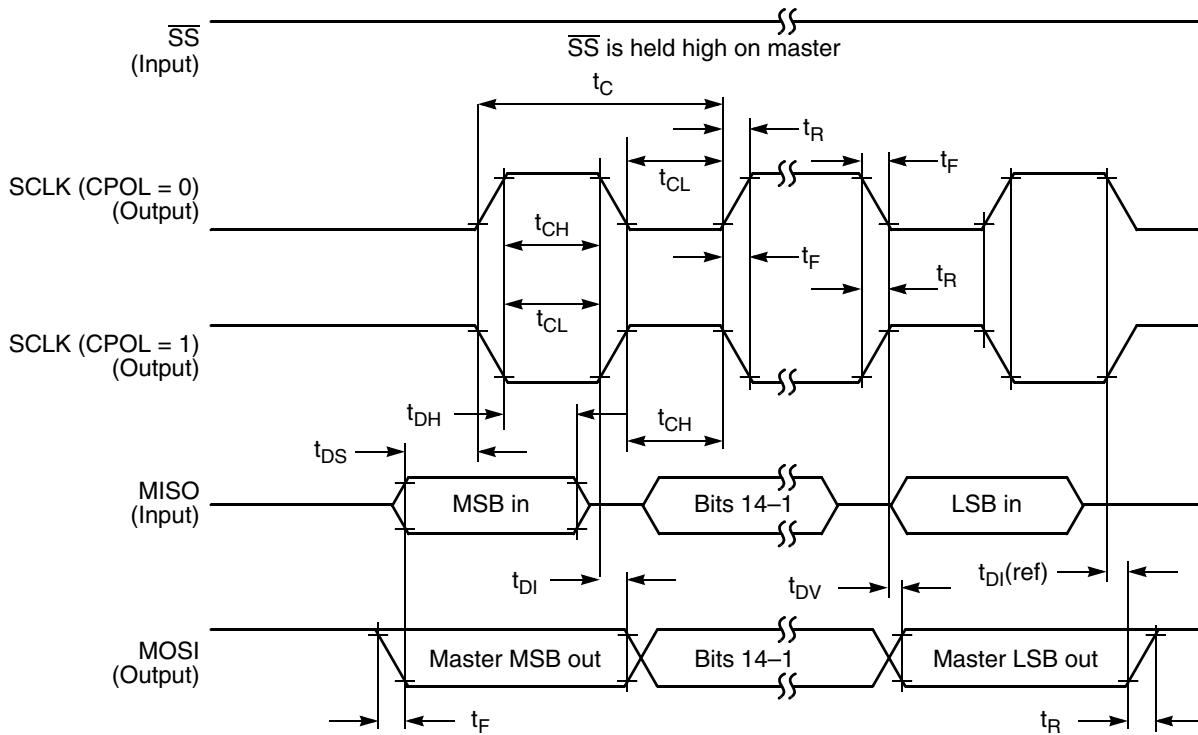 SS
(Input)
SS is held high on master
tC
tR
tF
SCLK (CPOL = 0)
(Output)
tCL
tCH
tF
tR
tCL
SCLK (CPOL = 1)
(Output)
tDH
tCH
tDS
MISO
(Input)
MSB in
Bits 14–1
LSB in
tDI
tDV
tDI(ref)
MOSI
(Output)
Master MSB out
Bits 14–1
Master LSB out
tF
tR